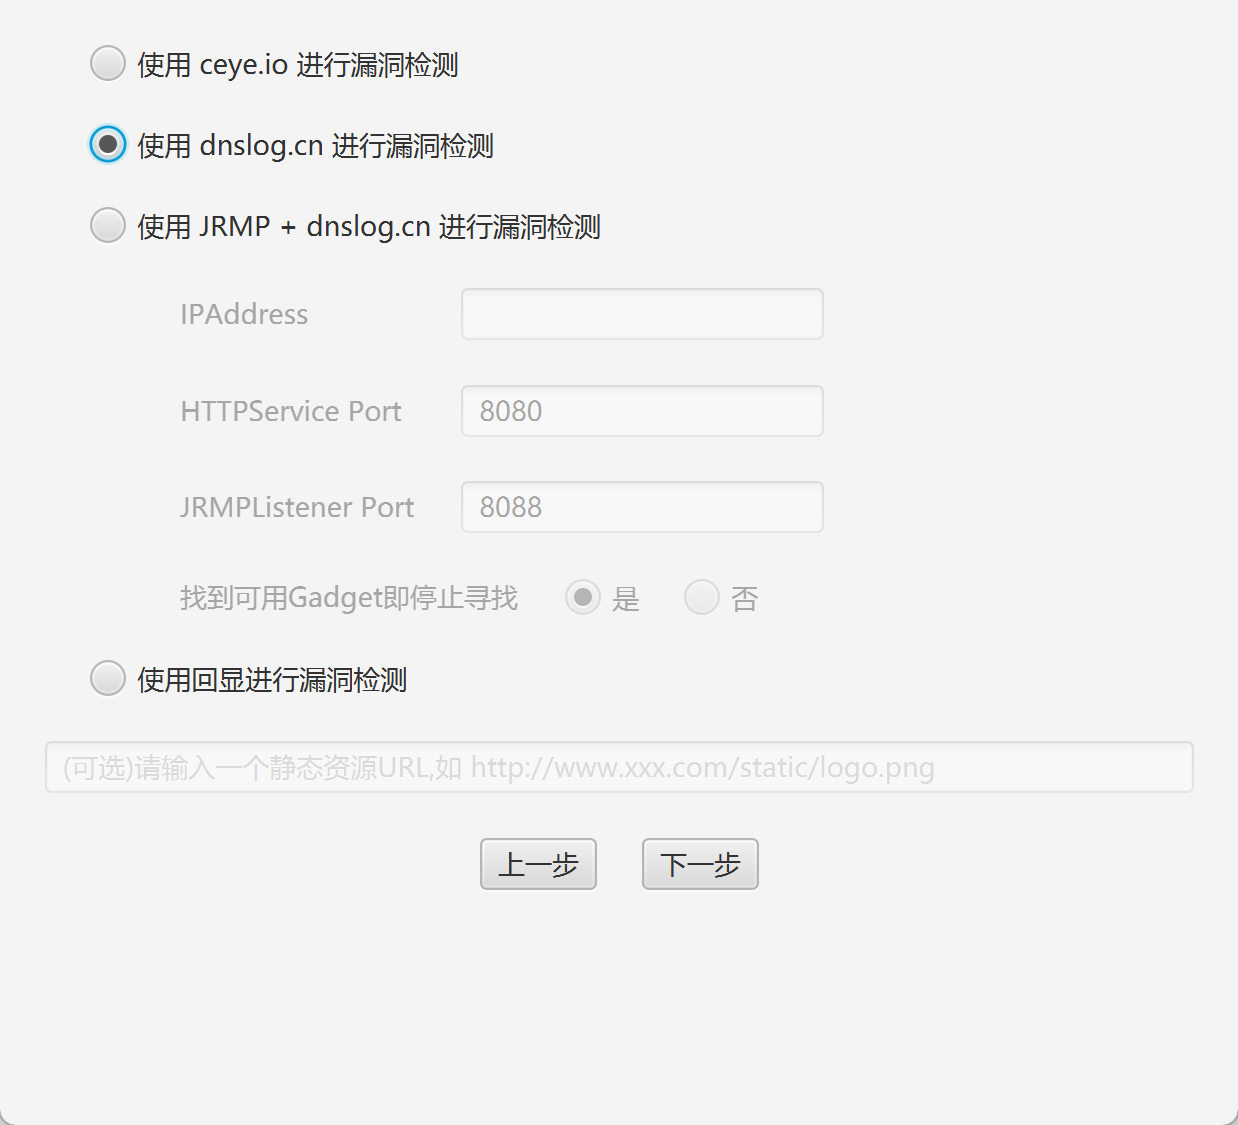 使用 ceye.io 进行漏洞检测
使用 dnslog.cn 进行漏洞检测
使用 JRMP + dnslog.cn 进行漏洞检测
IPAddress
HTTPService Port 8080
JRMPListener Port 8088
找到可用Gadget即停止寻找 是 否
使用回显进行漏洞检测
(可选)请输入一个静态资源URL,如 http://www.xxx.com/static/logo.png
上一步 下一步